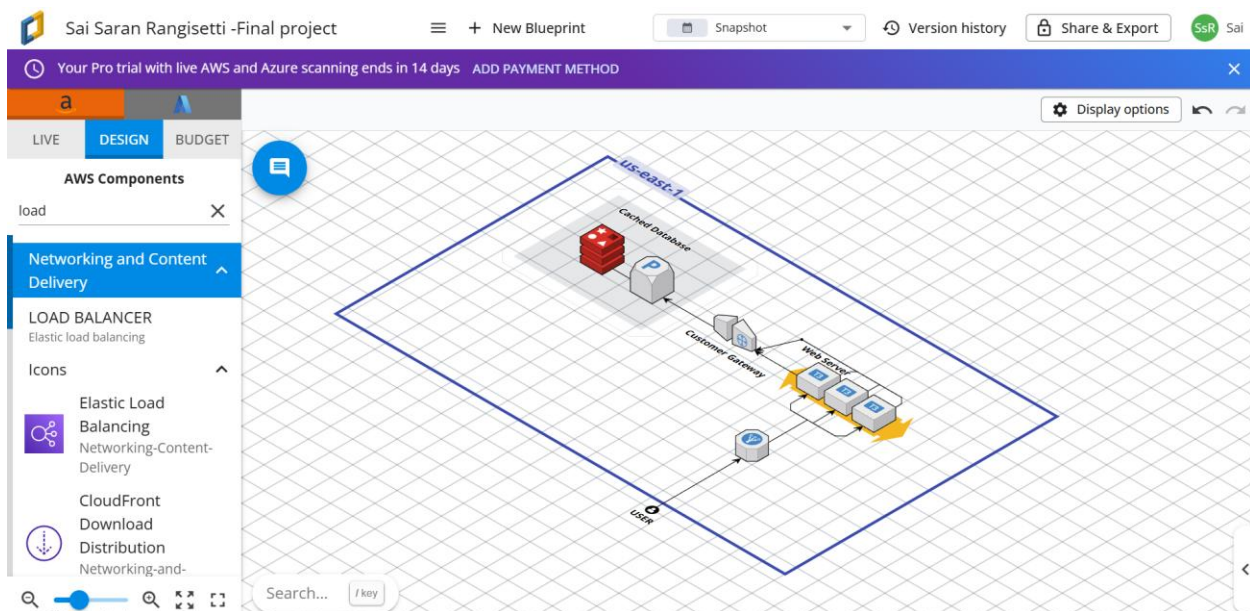 Sai Saran Rangisetti -Final project
+ New Blueprint
Snapshot
Version history
Share & Export
SsR
Sai
Your Pro trial with live AWS and Azure scanning ends in 14 days ADD PAYMENT METHOD
a
LIVE
DESIGN
BUDGET
Display options
AWS Components
load
Networking and Content
Delivery
LOAD BALANCER
Elastic load balancing
Icons
Elastic Load
Balancing
Networking-Content-
Delivery
CloudFront
Download
Distribution
Networking-and-
us-east-1
Cached Database
P
Customer Gateway
Web Server
T3
T3
T3
USER
Search...
/ key